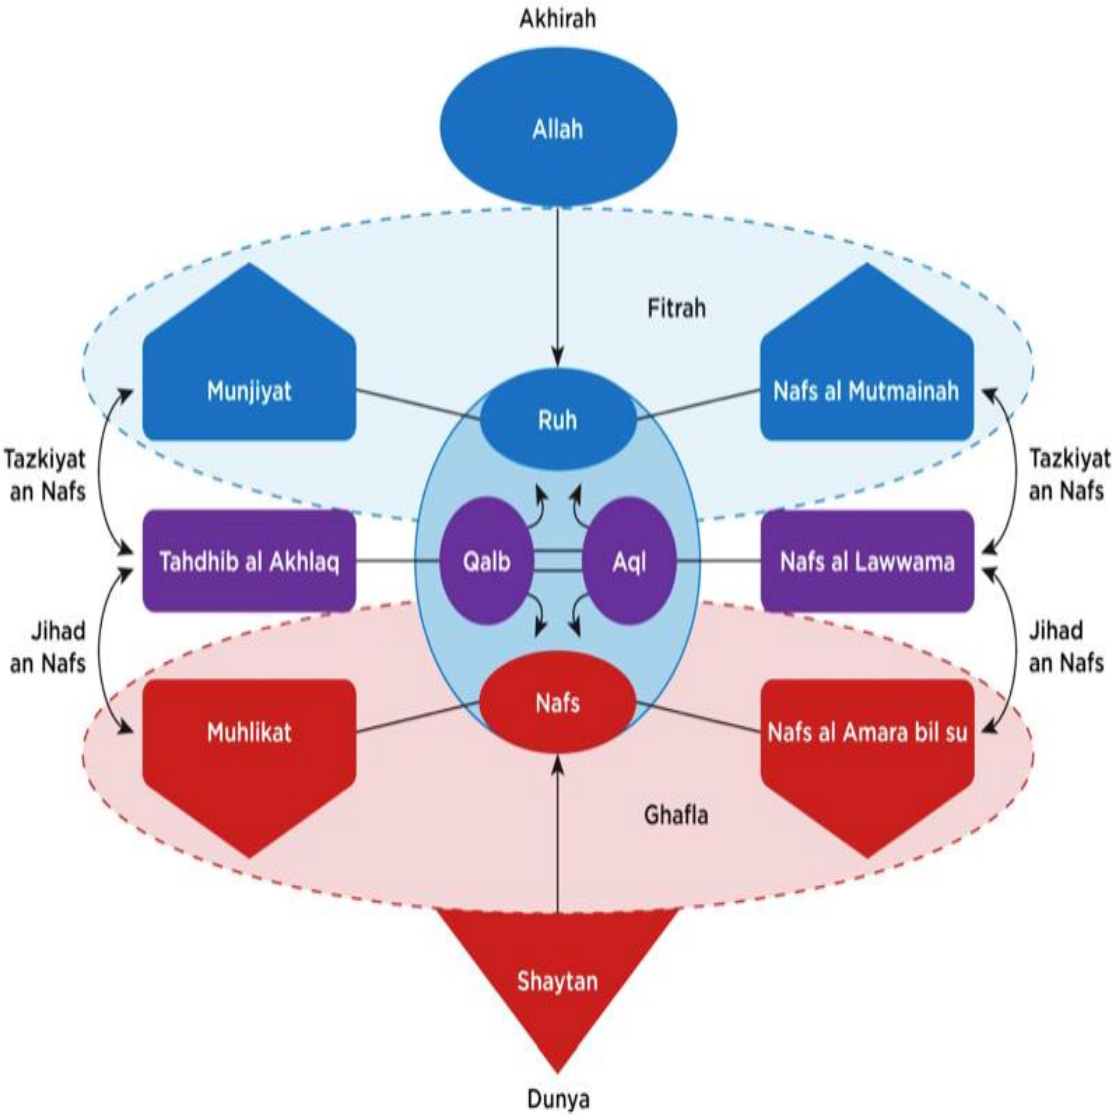 Akhirah
Allah
Fitrah
Munjiyat
Nafs al Mutmainah
Ruh
Tazkiyat
an Nafs
Tazkiyat
an Nafs
Tahdhib al Akhlaq
Qalb
Aql
Nafs al Lawwama
Jihad
an Nafs
Jihad
an Nafs
Nafs
Muhlikat
Nafs al Amara bil su
Ghafla
Shaytan
Dunya